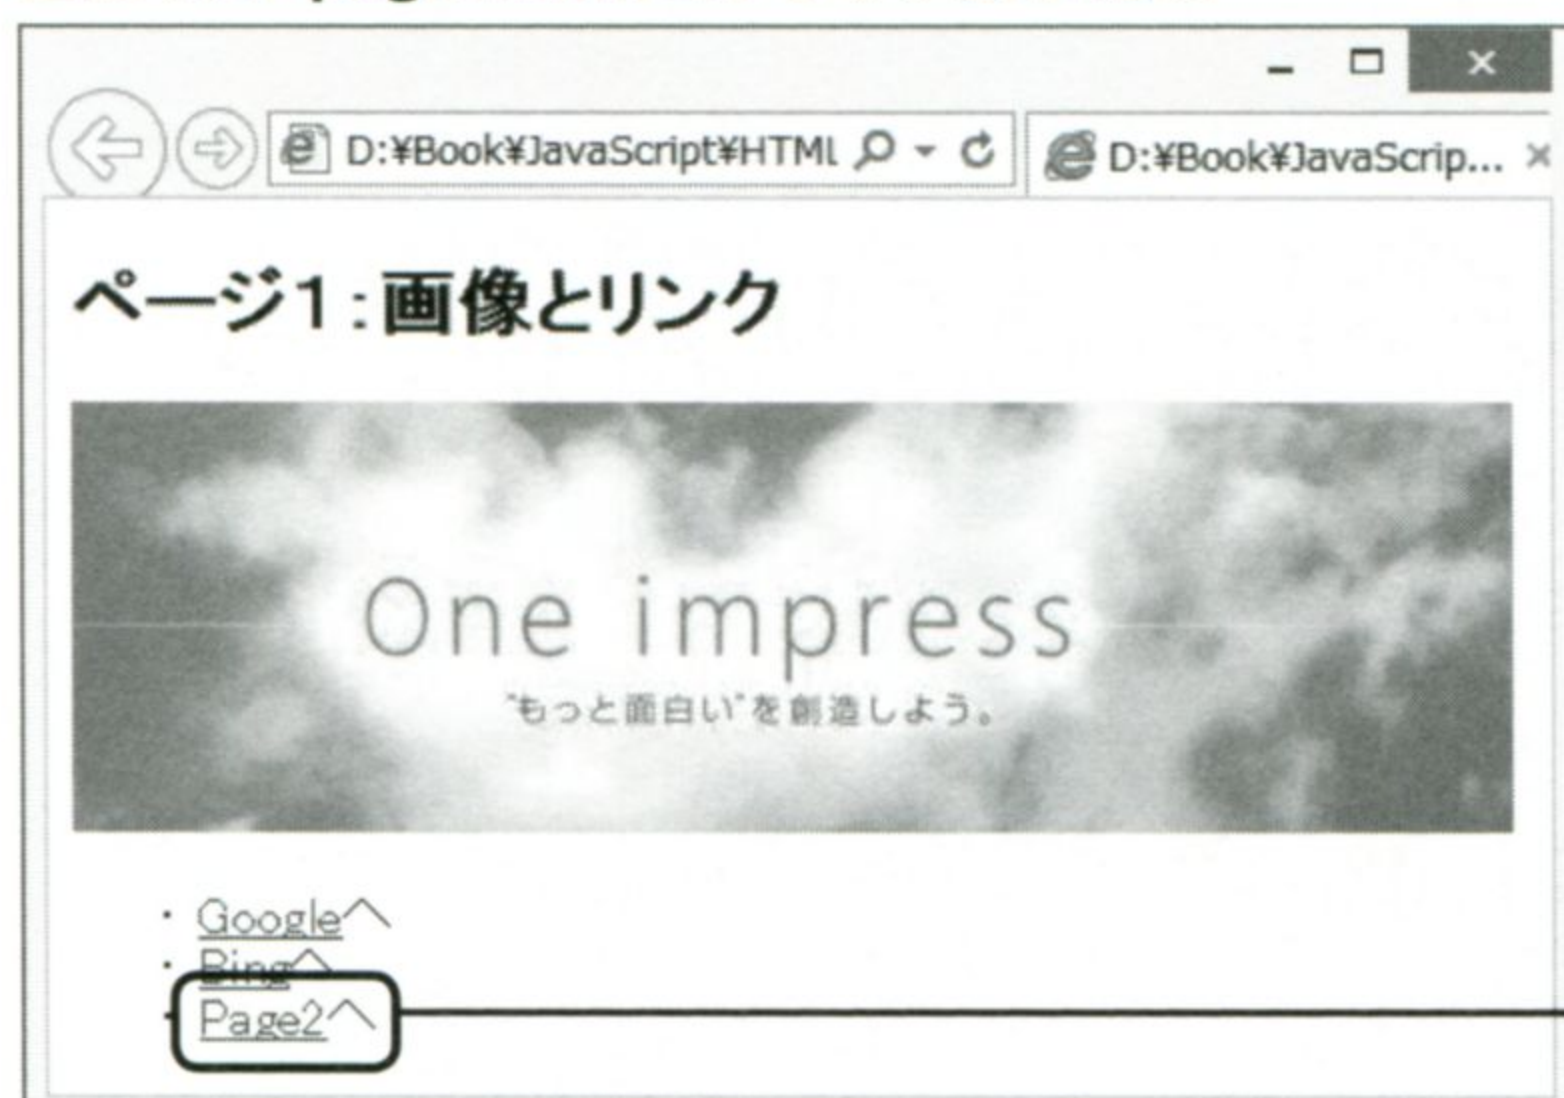 D:¥Book¥JavaScript¥HTML D:¥Book¥JavaScrip...
ページ1:画像とリンク
One impress
"もっと面白い"を創造しよう。
・Googleへ
・Bingへ
・Page2へ